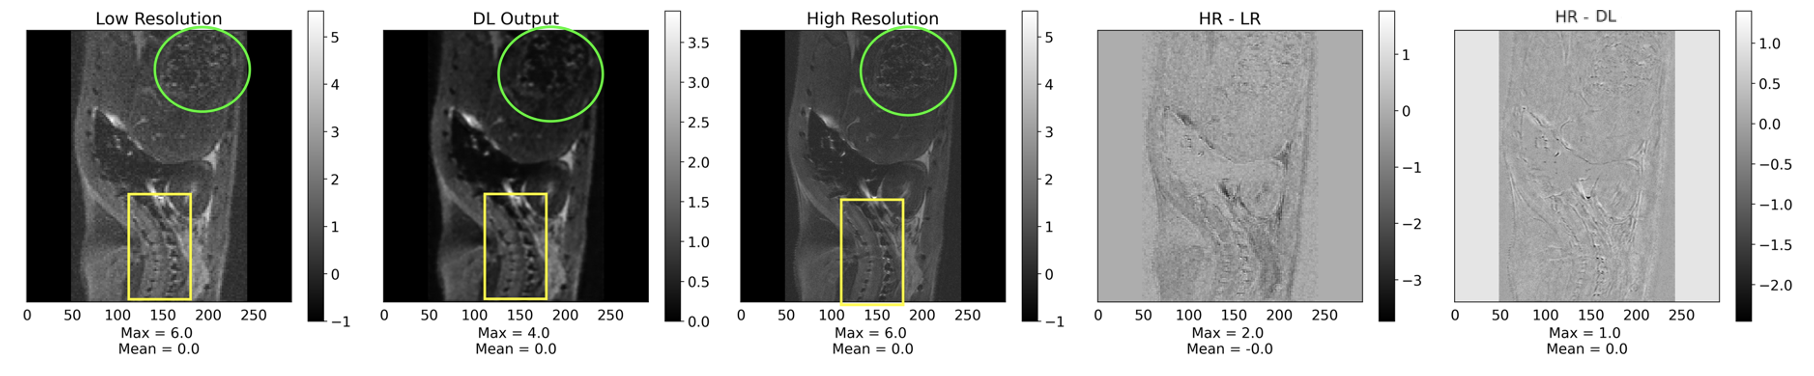 Low Resolution
DL Output
High Resolution
HR - LR
HR - DL
5
4
3
2
1
0
−1
3.5
3.0
2.5
2.0
1.5
1.0
0.5
0.0
5
4
3
2
1
0
−1
1
0
−1
−2
−3
1.0
0.5
0.0
−0.5
−1.0
−1.5
−2.0
0 50 100 150 200 250
0 50 100 150 200 250
0 50 100 150 200 250
0 50 100 150 200 250
0 50 100 150 200 250
Max = 6.0
Mean = 0.0
Max = 4.0
Mean = 0.0
Max = 6.0
Mean = 0.0
Max = 2.0
Mean = -0.0
Max = 1.0
Mean = 0.0